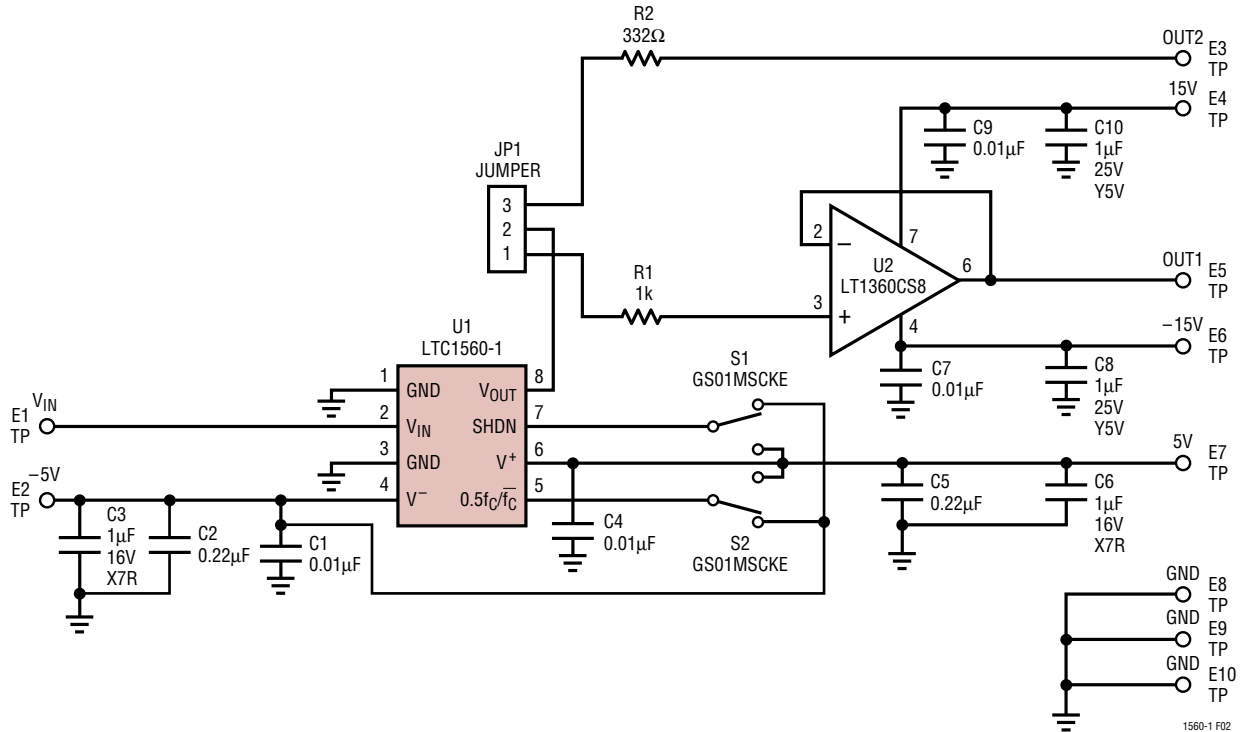 R2
332Ω
OUT2
E3
TP
15V
E4
TP
C9
0.01µF
C10
1µF
25V
Y5V
JP1
JUMPER
3
2
1
2
−
7
U2
LT1360CS8
6
OUT1
E5
TP
R1
1k
3
+
4
−15V
E6
TP
C7
0.01µF
C8
1µF
25V
Y5V
U1
LTC1560-1
S1
GS01MSCKE
1
GND
VOUT
8
E1
TP
VIN
2
VIN
SHDN
7
3
GND
V+
6
5V
E7
TP
E2
TP
−5V
4
V−
0.5fC/f̅C̅
5
C3
1µF
16V
X7R
C2
0.22µF
C1
0.01µF
C4
0.01µF
S2
GS01MSCKE
C5
0.22µF
C6
1µF
16V
X7R
GND
E8
TP
GND
E9
TP
GND
E10
TP
1560-1 F02